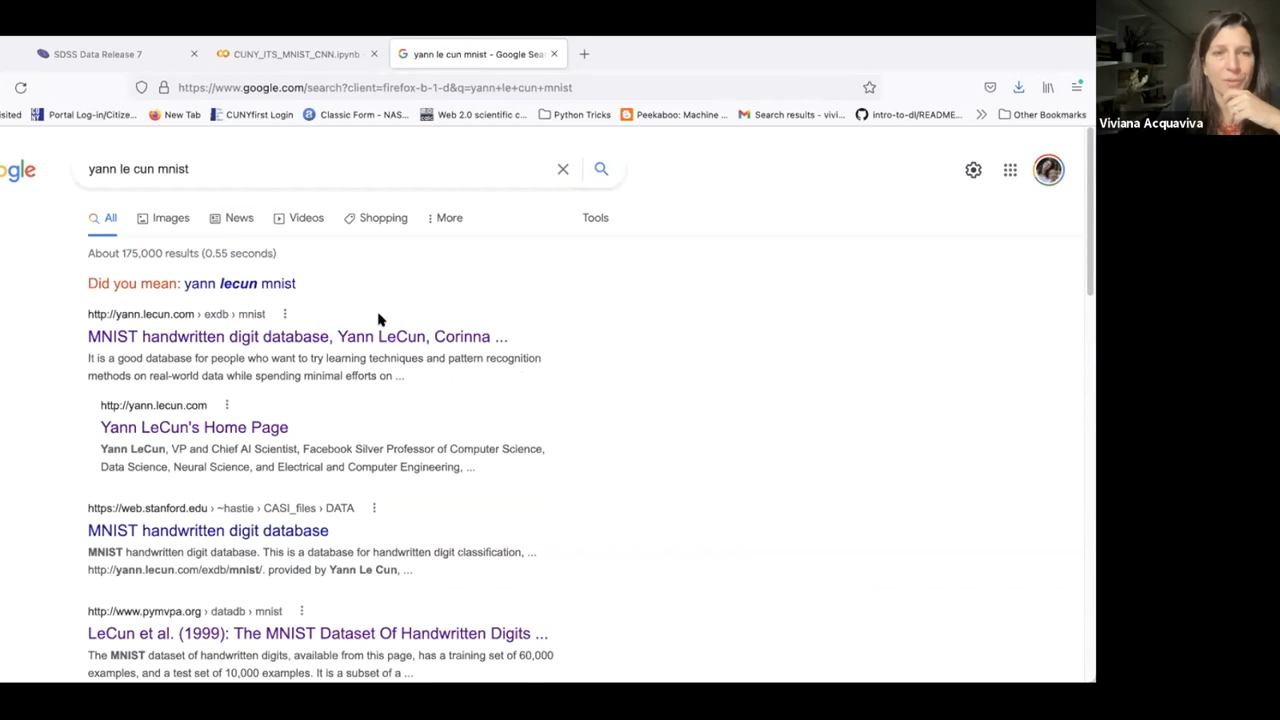 SDSS Data Release 7
CUNY_ITS_MNIST_CNN.ipynb
yann le cun mnist - Google Sea
https://www.google.com/search?client=firefox-b-1-d&q=yann+le+cun+mnist
isited
Portal Log-in/Citize...
New Tab
CUNYfirst Login
Classic Form - NAS...
Web 2.0 scientific c...
Python Tricks
Peekaboo: Machine ...
Search results - vivi...
intro-to-dl/README...
Other Bookmarks
Viviana Acquaviva
ogle
yann le cun mnist
All
Images
News
Videos
Shopping
More
Tools
About 175,000 results (0.55 seconds)
Did you mean: yann lecun mnist
http://yann.lecun.com › exdb › mnist
MNIST handwritten digit database, Yann LeCun, Corinna ...
It is a good database for people who want to try learning techniques and pattern recognition
methods on real-world data while spending minimal efforts on ...
http://yann.lecun.com
Yann LeCun's Home Page
Yann LeCun, VP and Chief AI Scientist, Facebook Silver Professor of Computer Science,
Data Science, Neural Science, and Electrical and Computer Engineering, ...
https://web.stanford.edu › ~hastie › CASI_files › DATA
MNIST handwritten digit database
MNIST handwritten digit database. This is a database for handwritten digit classification, ...
http://yann.lecun.com/exdb/mnist/. provided by Yann Le Cun, ...
http://www.pymvpa.org › datadb › mnist
LeCun et al. (1999): The MNIST Dataset Of Handwritten Digits ...
The MNIST dataset of handwritten digits, available from this page, has a training set of 60,000
examples, and a test set of 10,000 examples. It is a subset of a ...